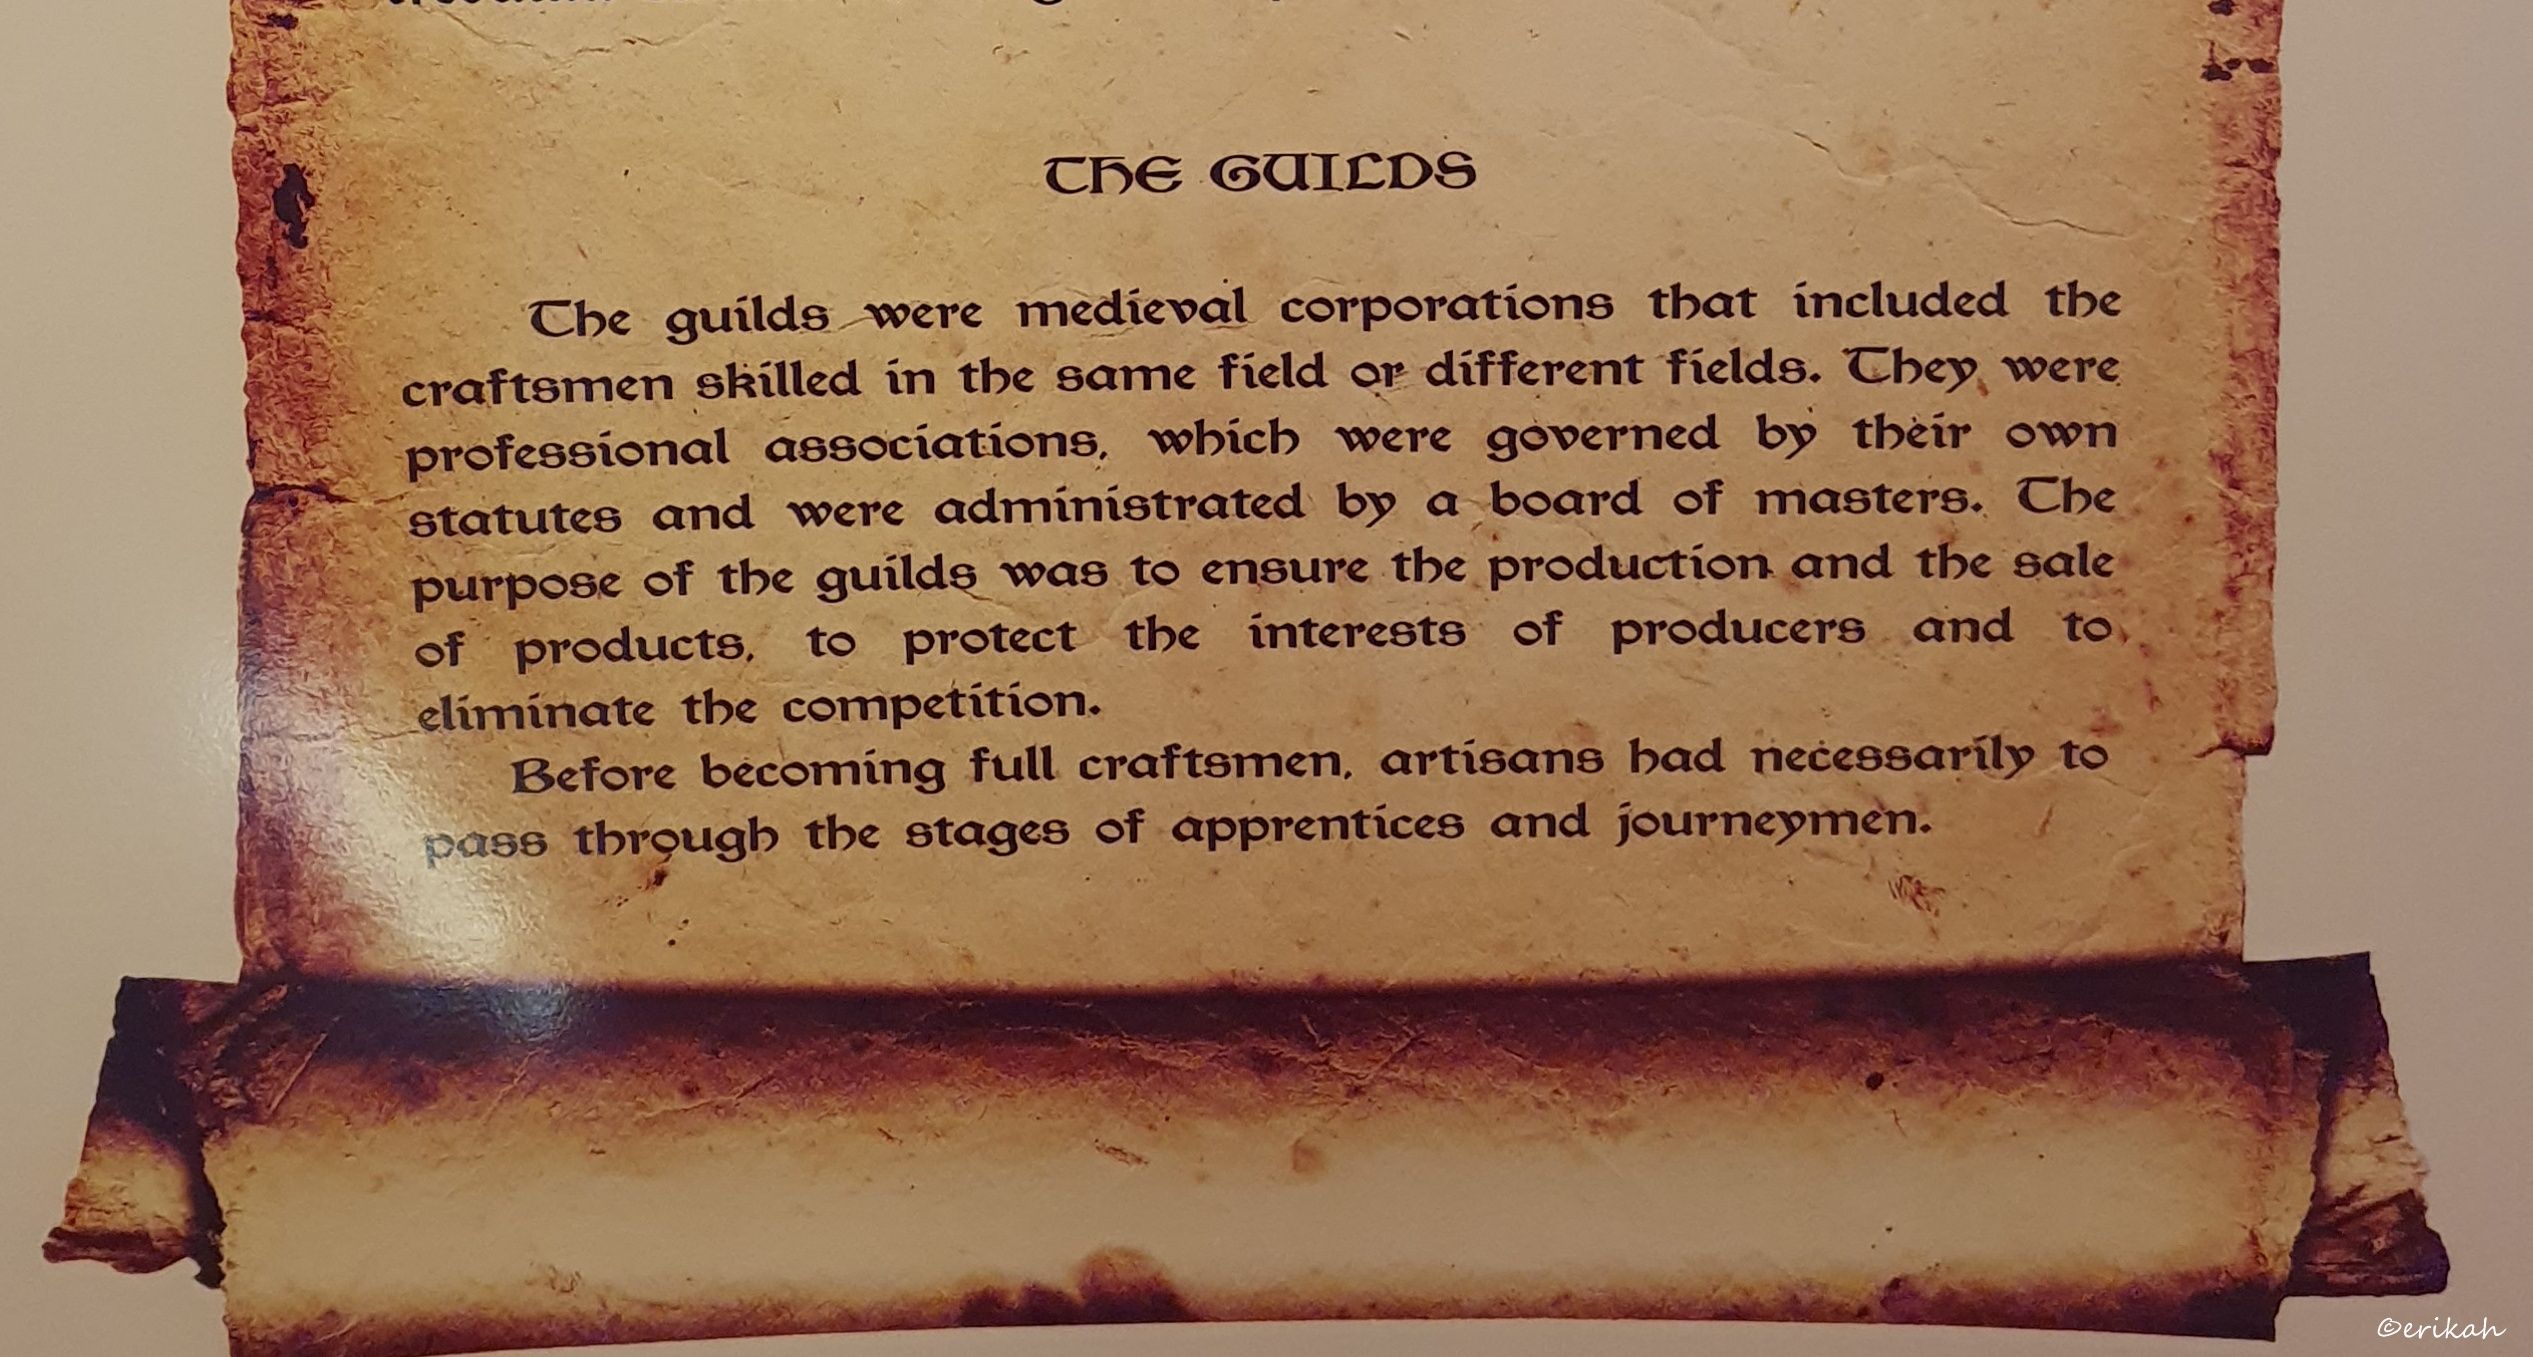 THE GUILDS
The guilds were medieval corporations that included the
craftsmen skilled in the same field or different fields. They were
professional associations, which were governed by their own
statutes and were administrated by a board of masters. The
purpose of the guilds was to ensure the production and the sale
of products, to protect the interests of producers and to
eliminate the competition.
Before becoming full craftsmen, artisans had necessarily to
pass through the stages of apprentices and journeymen.
©erikah